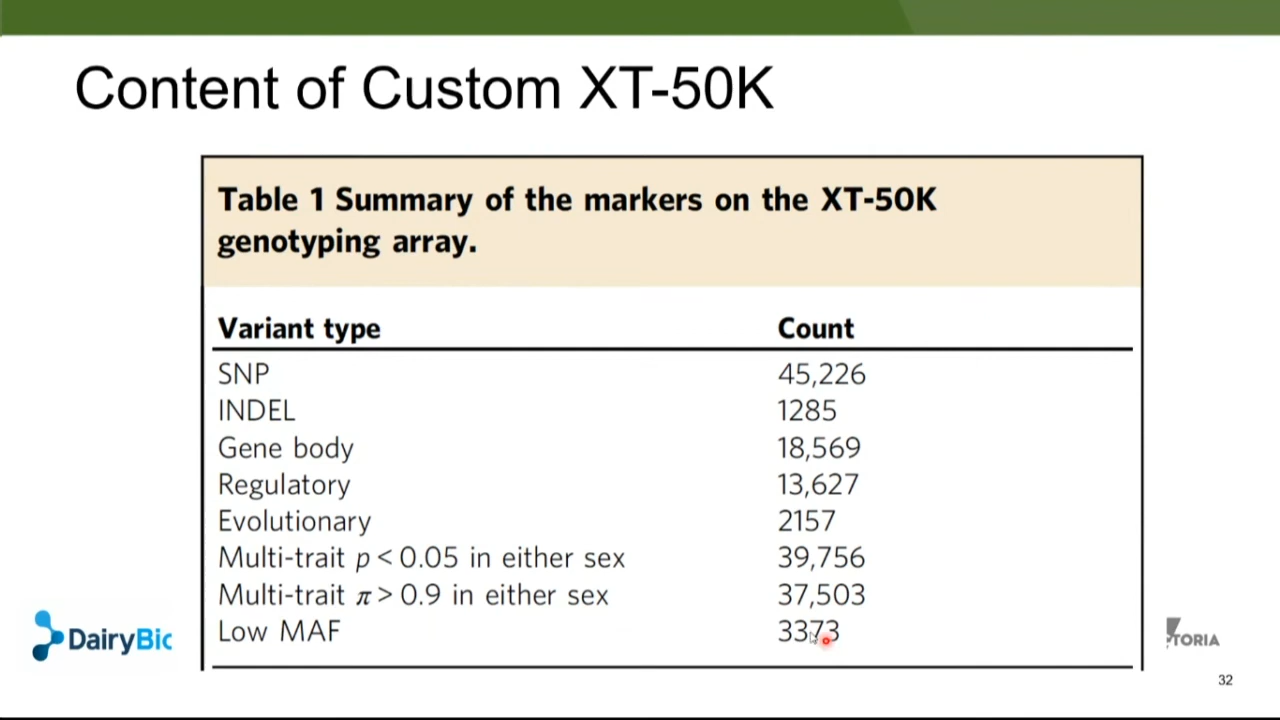 Content of Custom XT-50K
Table 1 Summary of the markers on the XT-50K
genotyping array.
Variant type Count
SNP 45,226
INDEL 1285
Gene body 18,569
Regulatory 13,627
Evolutionary 2157
Multi-trait p < 0.05 in either sex 39,756
Multi-trait π > 0.9 in either sex 37,503
Low MAF 3373
DairyBic
TORIA
32